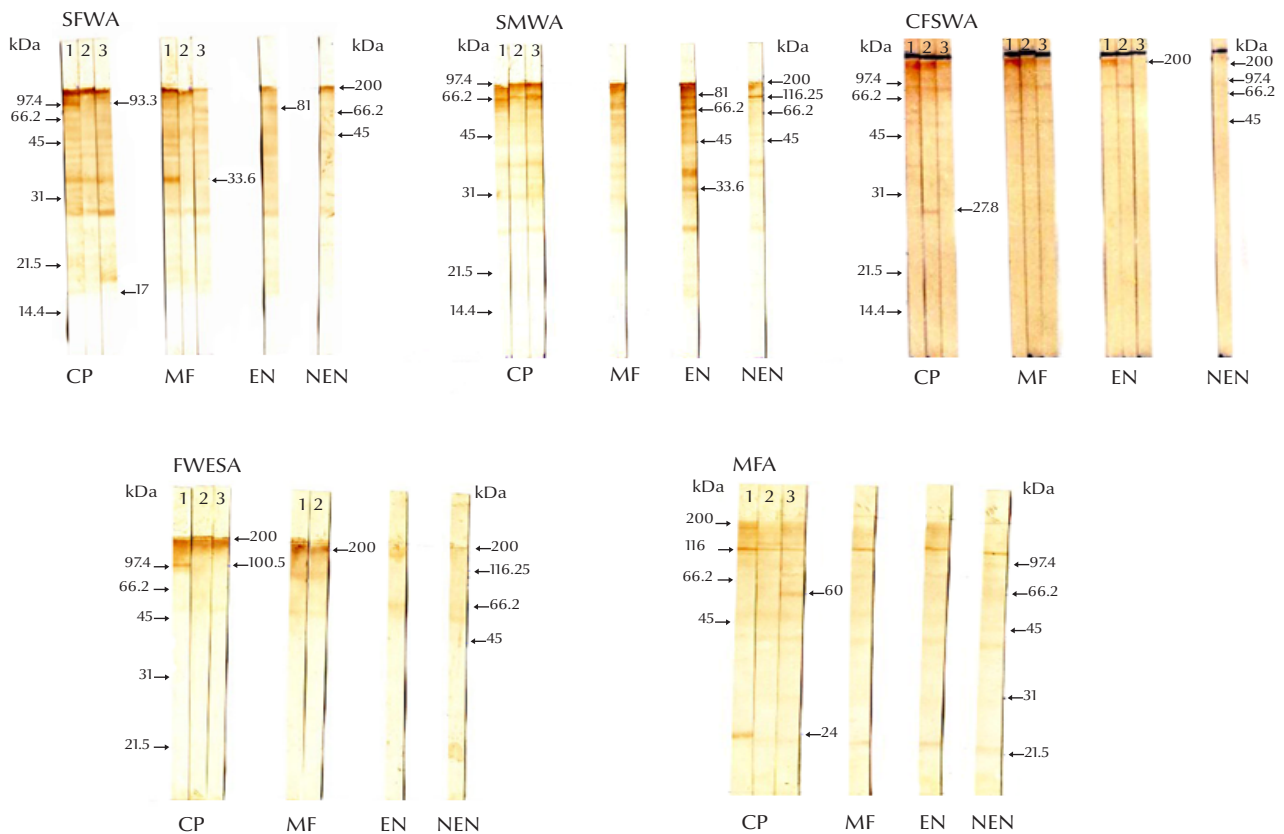 SFWA
kDa
1 2 3
97.4
66.2
45
31
21.5
14.4
93.3
17
CP
1 2 3
33.6
MF
81
EN
kDa
200
66.2
45
NEN
SMWA
kDa
1 2 3
97.4
66.2
45
31
21.5
14.4
CP
MF
81
66.2
45
33.6
EN
kDa
200
116.25
66.2
45
NEN
CFSWA
kDa
1 2 3
97.4
66.2
45
31
21.5
14.4
27.8
CP
1 2 3
MF
1 2 3
200
EN
kDa
200
97.4
66.2
45
NEN
FWESA
kDa
1 2 3
97.4
66.2
45
31
21.5
200
100.5
CP
1 2
200
MF
EN
kDa
200
116.25
66.2
45
NEN
MFA
kDa
1 2 3
200
116
66.2
45
60
24
CP
MF
EN
kDa
97.4
66.2
45
31
21.5
NEN